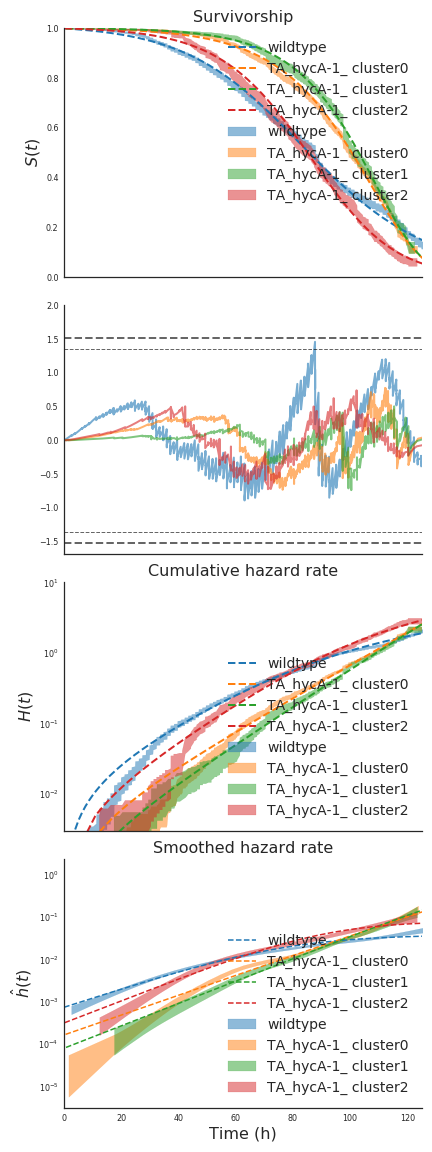 Survivorship
1.0
0.8
0.6
0.4
0.2
0.0
S(t)
wildtype
TA_hycA-1_ cluster0
TA_hycA-1_ cluster1
TA_hycA-1_ cluster2
wildtype
TA_hycA-1_ cluster0
TA_hycA-1_ cluster1
TA_hycA-1_ cluster2
2.0
1.5
1.0
0.5
0.0
−0.5
−1.0
−1.5
Cumulative hazard rate
10¹
10⁰
10⁻¹
10⁻²
H(t)
wildtype
TA_hycA-1_ cluster0
TA_hycA-1_ cluster1
TA_hycA-1_ cluster2
wildtype
TA_hycA-1_ cluster0
TA_hycA-1_ cluster1
TA_hycA-1_ cluster2
Smoothed hazard rate
10⁰
10⁻¹
10⁻²
10⁻³
10⁻⁴
10⁻⁵
ĥ(t)
wildtype
TA_hycA-1_ cluster0
TA_hycA-1_ cluster1
TA_hycA-1_ cluster2
wildtype
TA_hycA-1_ cluster0
TA_hycA-1_ cluster1
TA_hycA-1_ cluster2
0 20 40 60 80 100 120
Time (h)